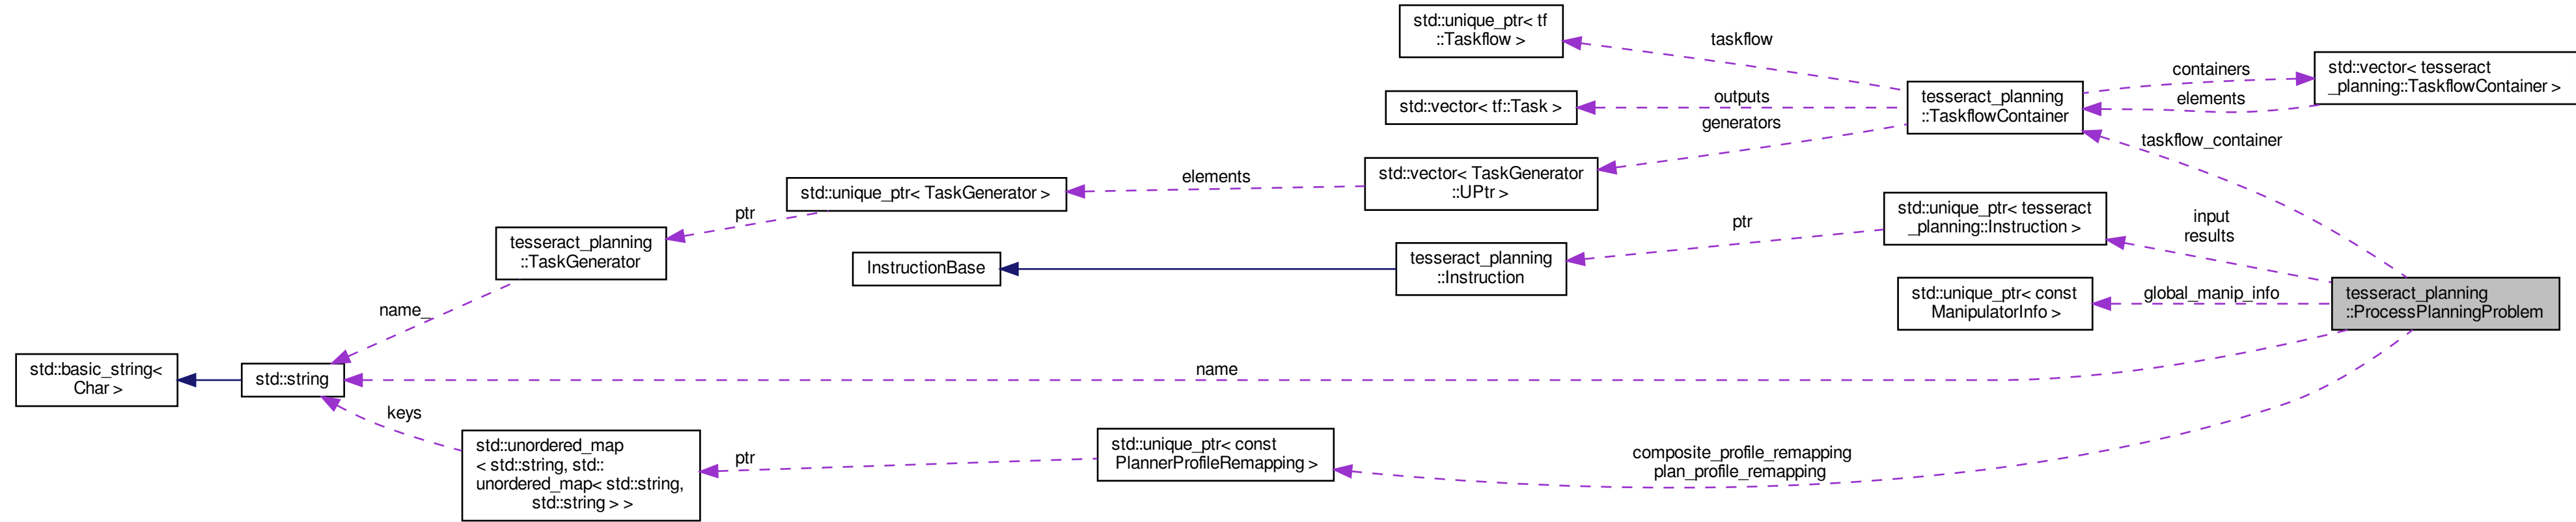 std::unique_ptr< tf
::Taskflow >
taskflow
std::vector< tesseract
_planning::TaskflowContainer >
containers
elements
tesseract_planning
::TaskflowContainer
std::vector< tf::Task >
outputs
generators
taskflow_container
std::vector< TaskGenerator
::UPtr >
elements
std::unique_ptr< TaskGenerator >
ptr
tesseract_planning
::TaskGenerator
std::unique_ptr< tesseract
_planning::Instruction >
input
results
ptr
tesseract_planning
::Instruction
InstructionBase
std::unique_ptr< const
ManipulatorInfo >
global_manip_info
tesseract_planning
::ProcessPlanningProblem
name_
std::basic_string<
Char >
std::string
name
keys
std::unordered_map
< std::string, std::
unordered_map< std::string,
std::string > >
ptr
std::unique_ptr< const
PlannerProfileRemapping >
composite_profile_remapping
plan_profile_remapping